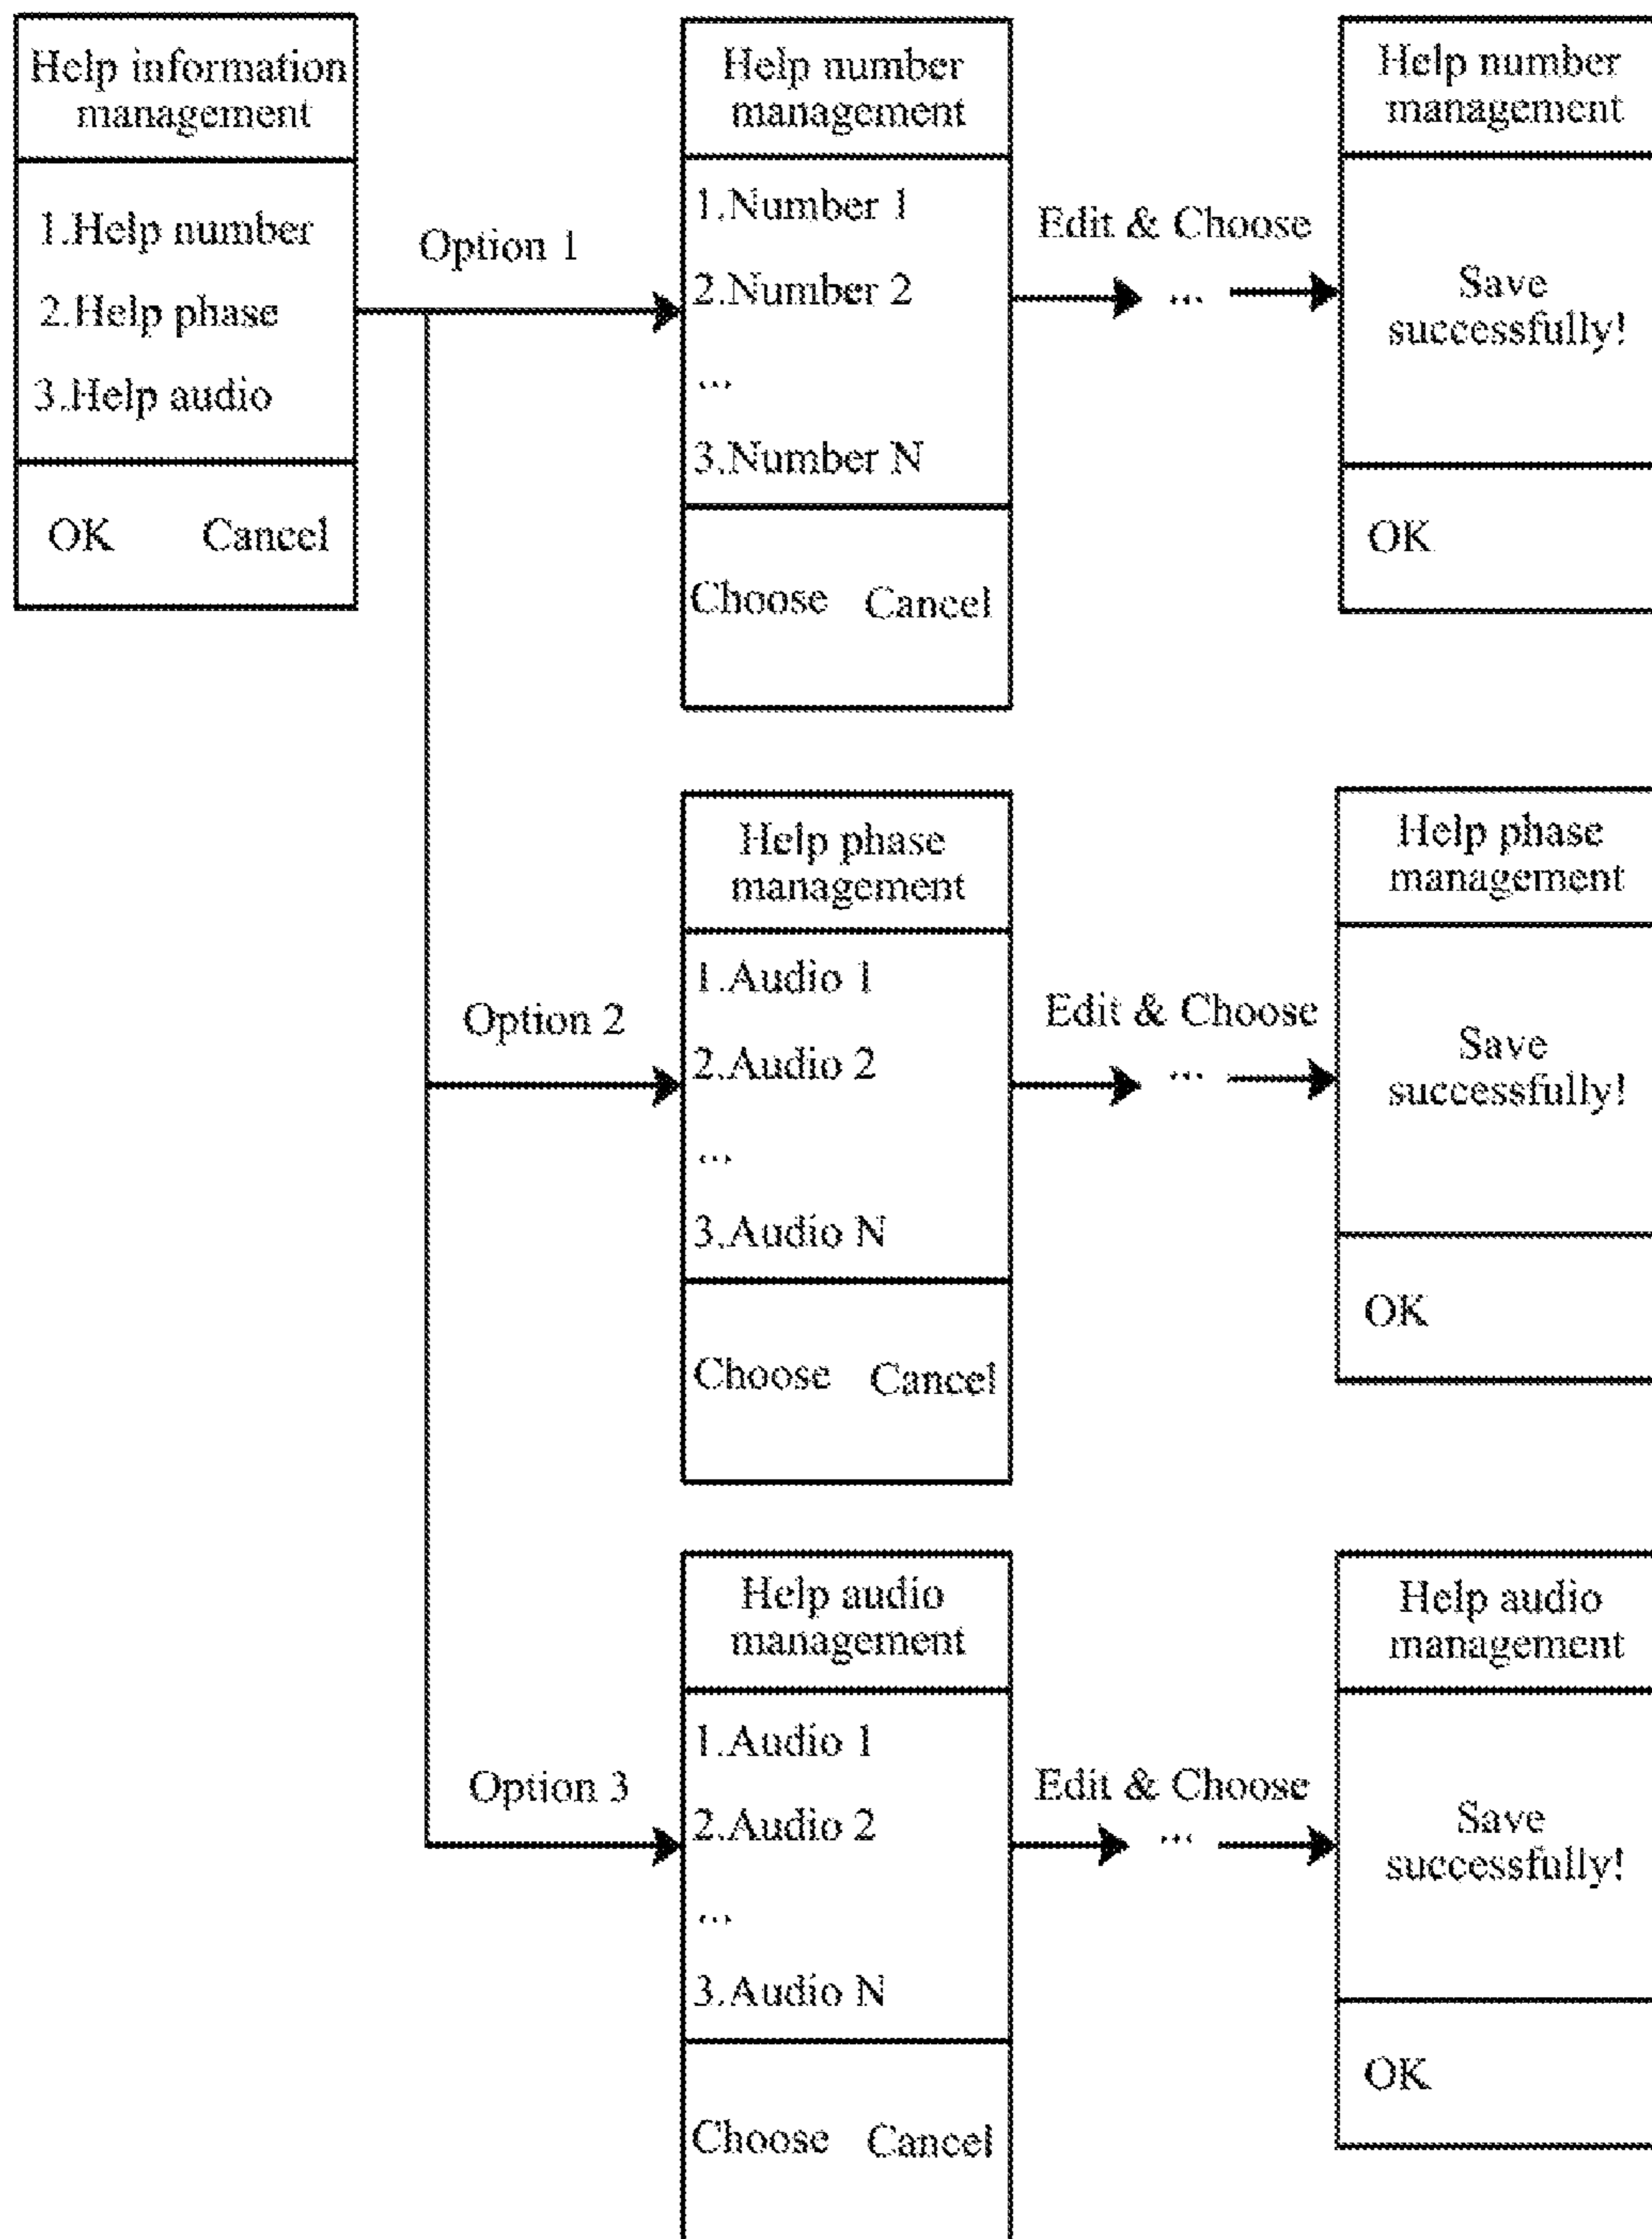 Help information
management
1.Help number
2.Help phase
3.Help audio
OK Cancel
Option 1
Help number
management
1.Number 1
2.Number 2
...
3.Number N
Choose Cancel
Edit & Choose
...
Help number
management
Save
successfully!
OK
Option 2
Help phase
management
1.Audio 1
2.Audio 2
...
3.Audio N
Choose Cancel
Edit & Choose
...
Help phase
management
Save
successfully!
OK
Option 3
Help audio
management
1.Audio 1
2.Audio 2
...
3.Audio N
Choose Cancel
Edit & Choose
...
Help audio
management
Save
successfully!
OK